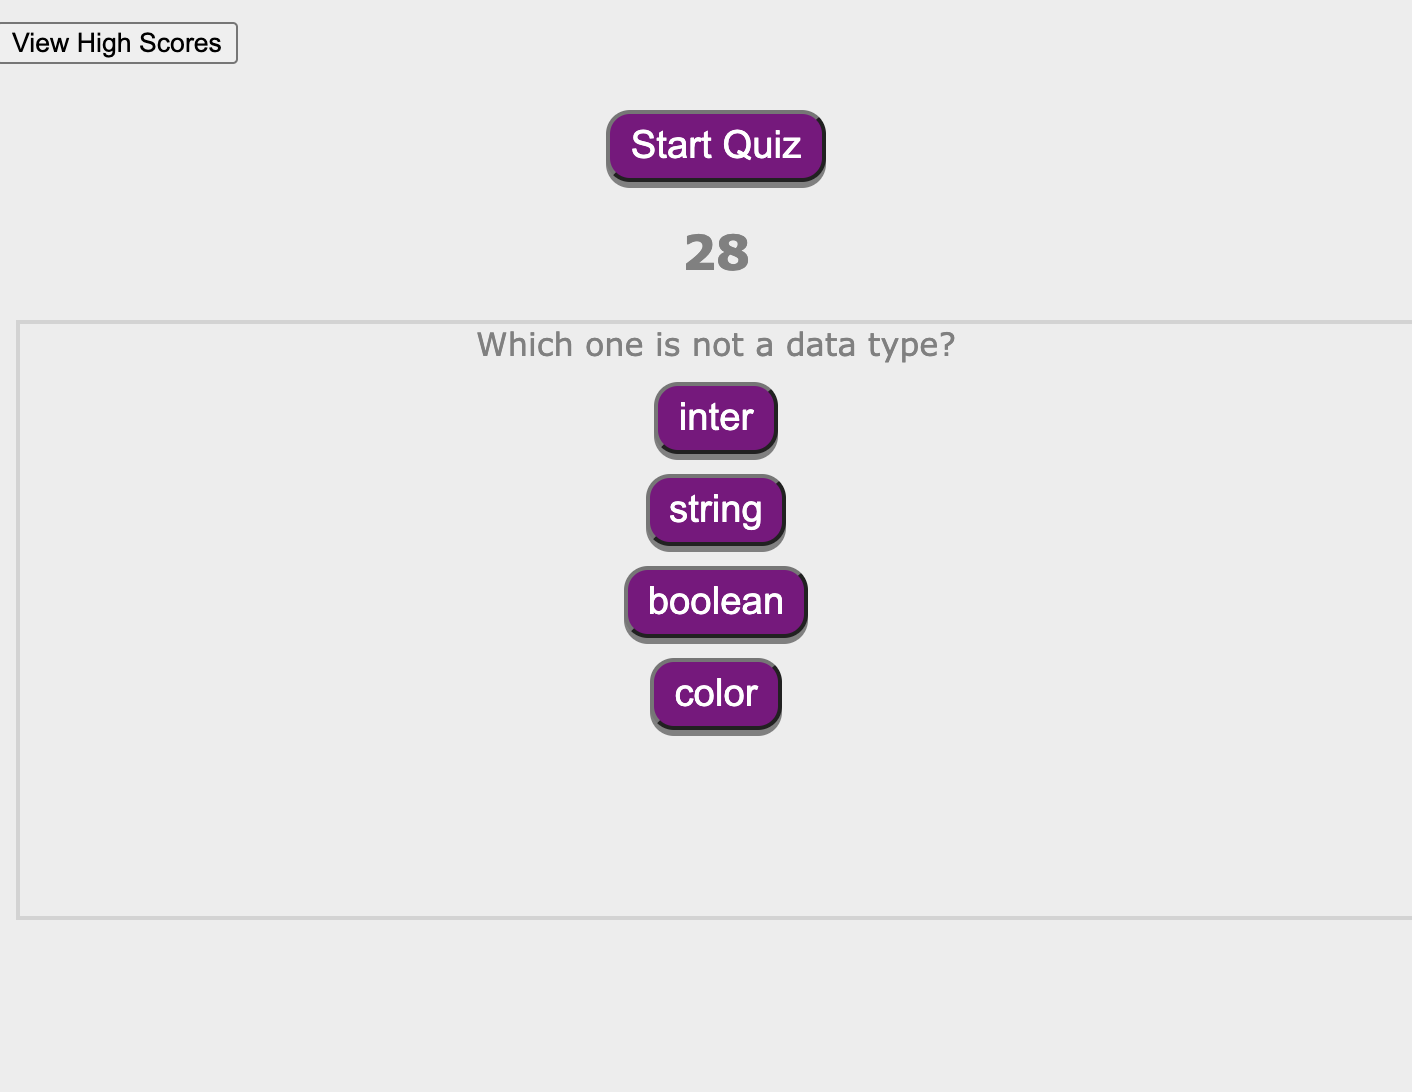 View High Scores
Start Quiz
28
Which one is not a data type?
inter
string
boolean
color